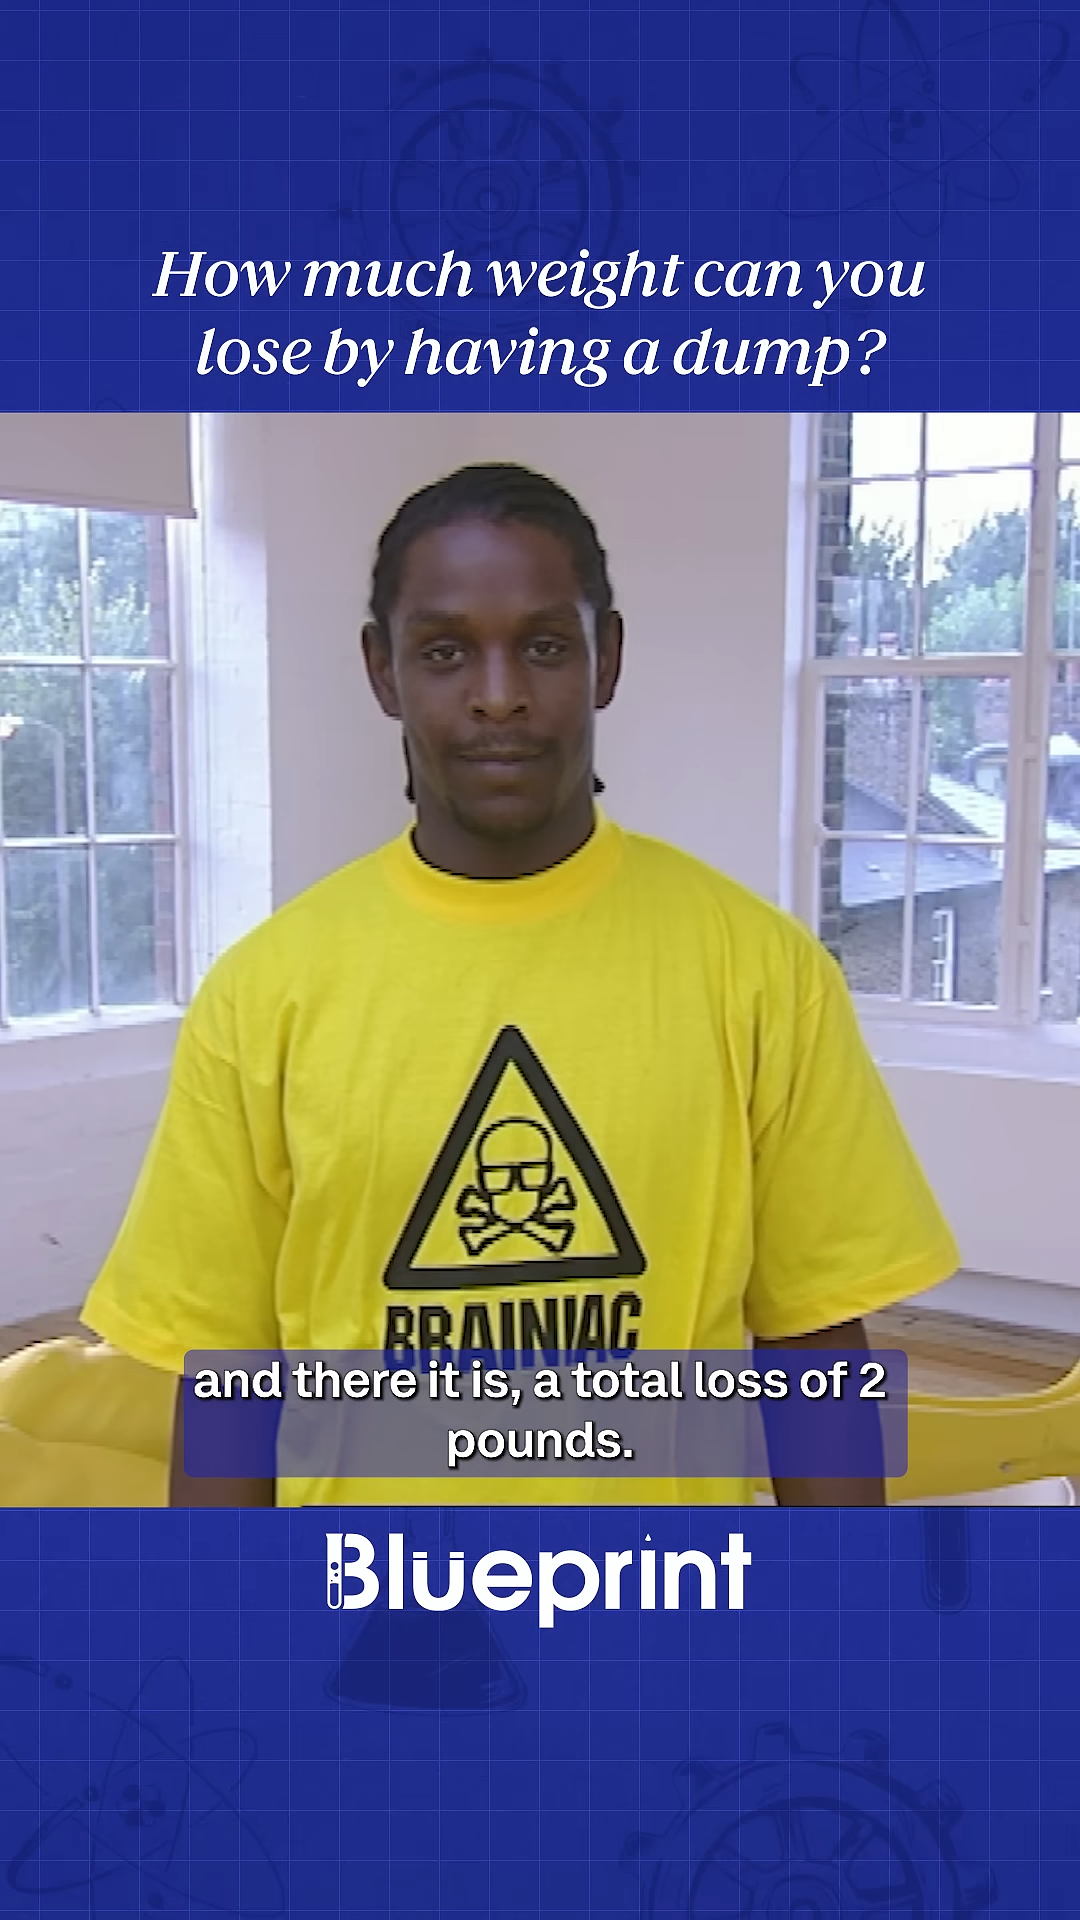 How much weight can you
lose by having a dump?
BRAINIAC
and there it is, a total loss of 2
pounds.
Blueprint